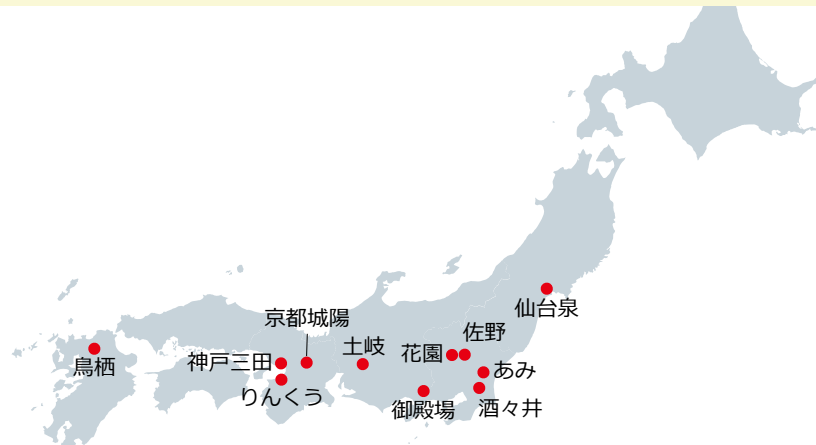 仙台泉
京都城陽
佐野
土岐
花園
神戸三田
鳥栖
あみ
りんくう
御殿場
酒々井